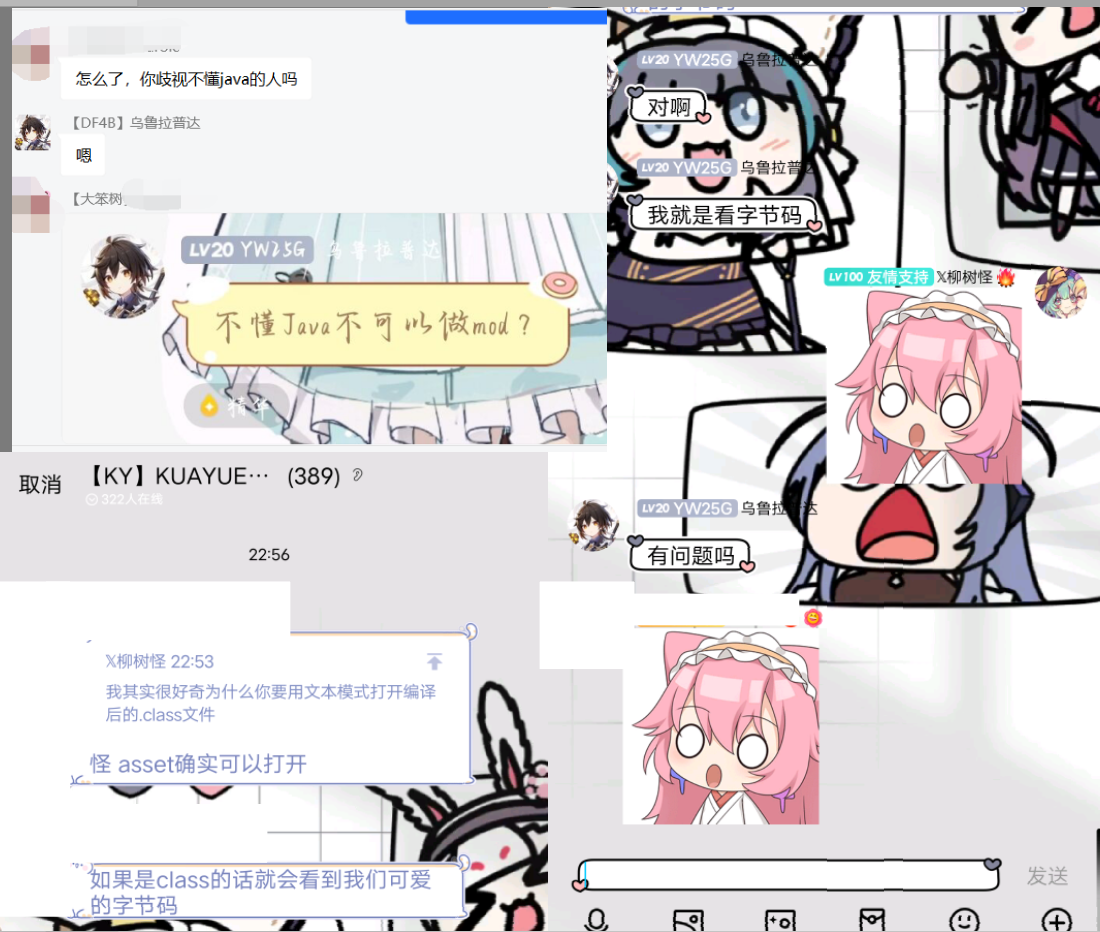 怎么了，你歧视不懂java的人吗
【DF4B】乌鲁拉普达
嗯
【大笨树
LV20 YW25G 乌鲁拉普达
不懂Java不可以做mod？
精华
LV20 YW25G 乌鲁拉普达
对啊
LV20 YW25G 乌鲁拉普达
我就是看字节码
LV100 友情支持 X柳树怪
LV20 YW25G 乌鲁拉普达
有问题吗
发送
取消
【KY】KUAYUE… (389)
322人在线
22:56
X柳树怪 22:53
我其实很好奇为什么你要用文本模式打开编译
后的.class文件
怪 asset确实可以打开
如果是class的话就会看到我们可爱
的字节码